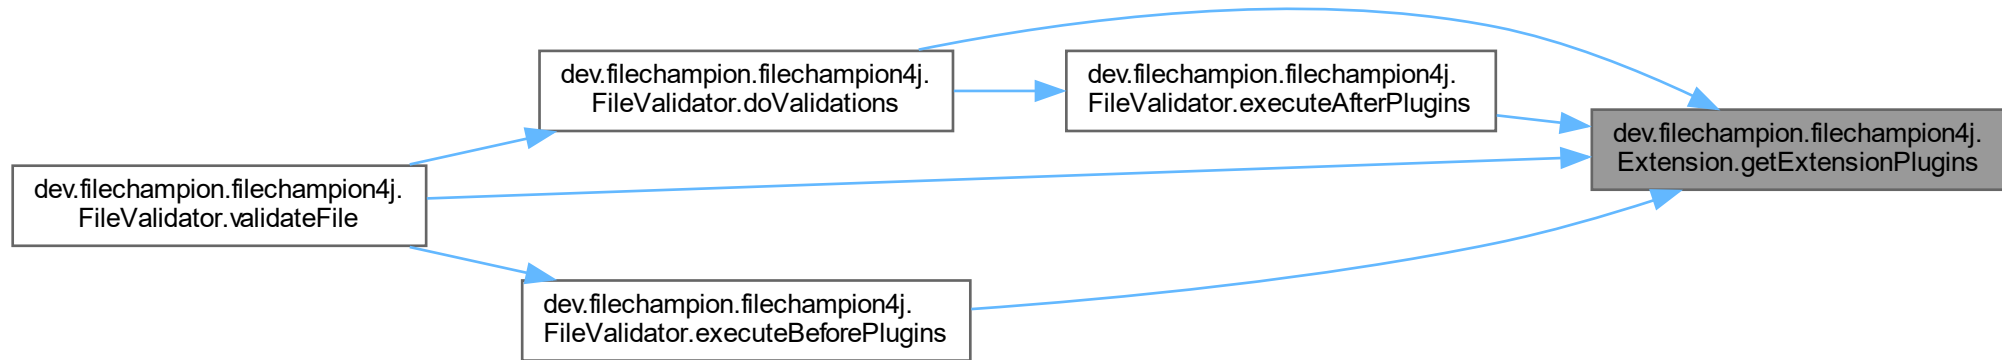 dev.filechampion.filechampion4j.
FileValidator.doValidations
dev.filechampion.filechampion4j.
FileValidator.executeAfterPlugins
dev.filechampion.filechampion4j.
Extension.getExtensionPlugins
dev.filechampion.filechampion4j.
FileValidator.validateFile
dev.filechampion.filechampion4j.
FileValidator.executeBeforePlugins